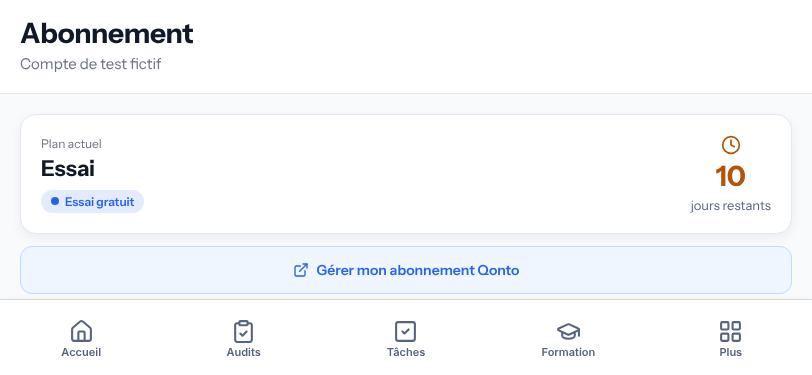 Abonnement
Compte de test fictif
Plan actuel
Essai
Essai gratuit
10
jours restants
Gérer mon abonnement Qonto
Accueil
Audits
Tâches
Formation
Plus